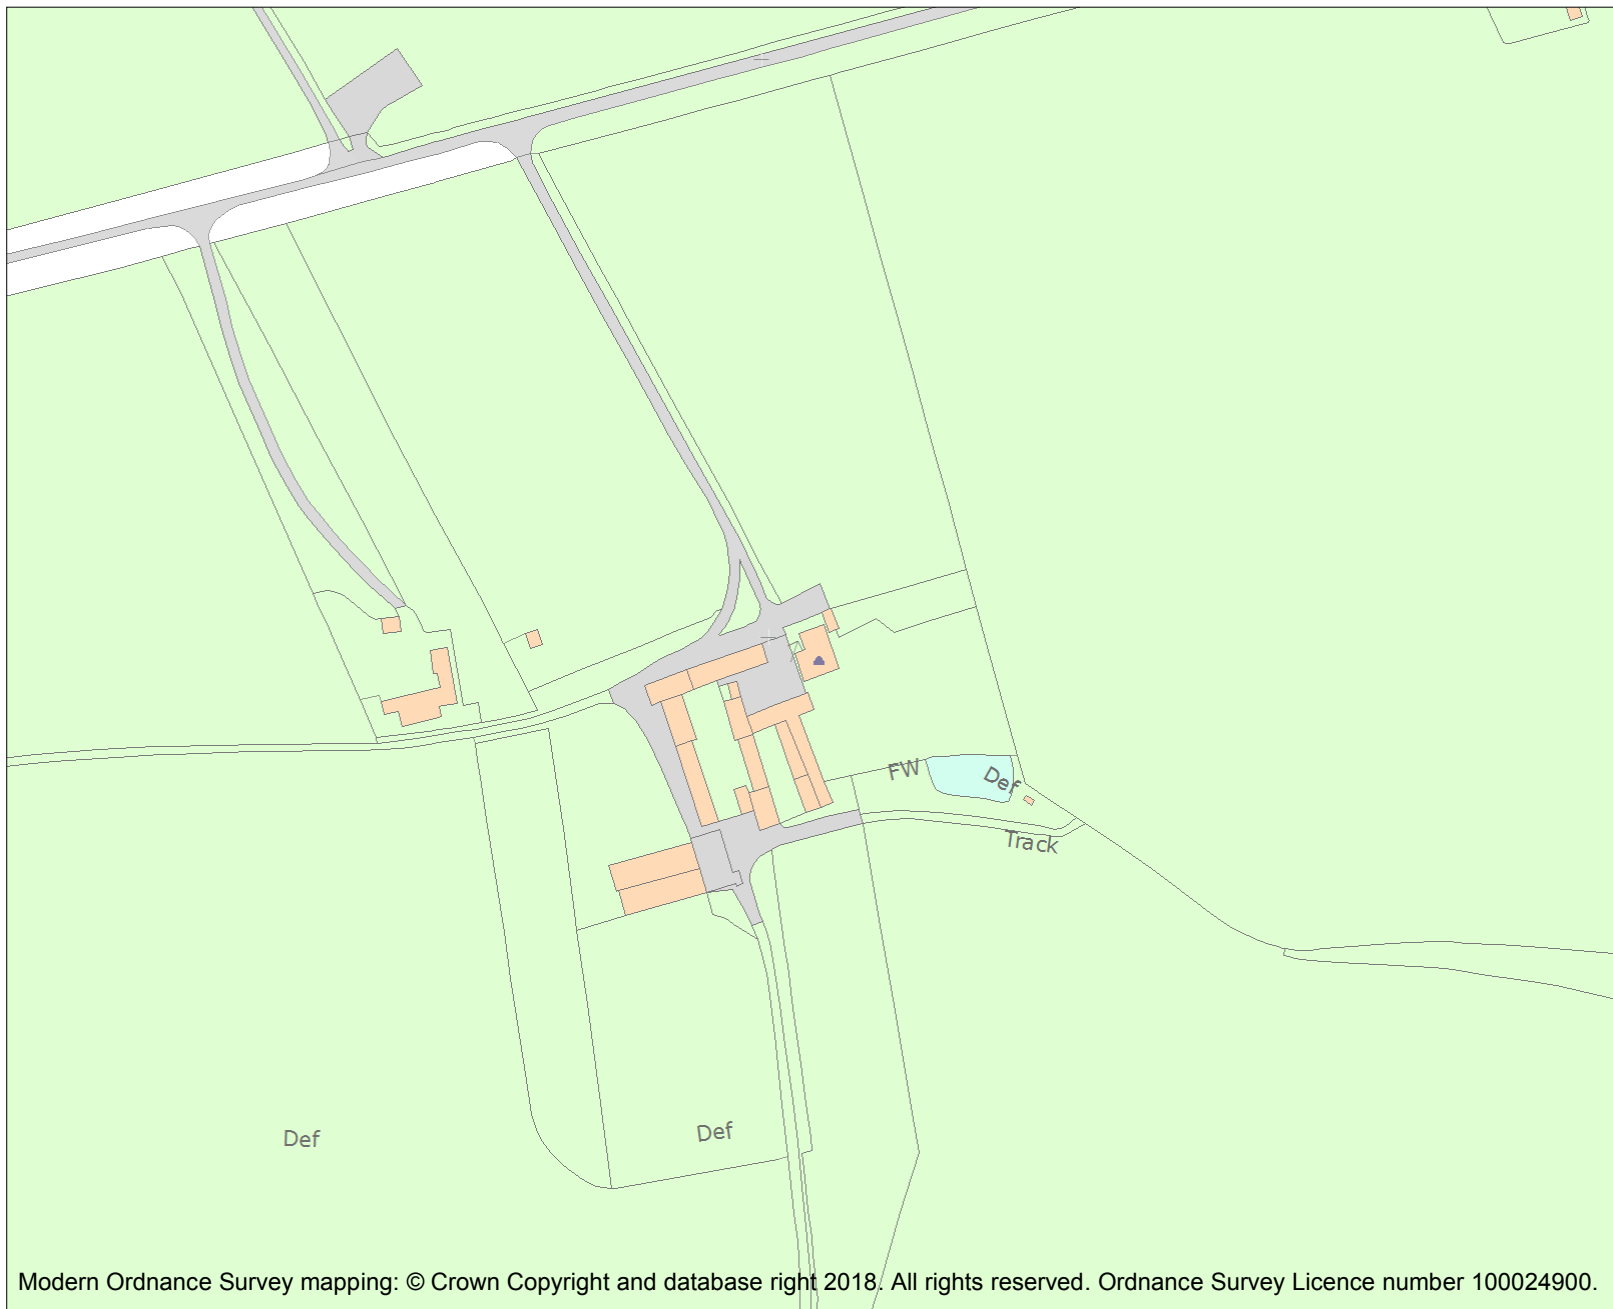 FW
Def
Track
Def
Def
Modern Ordnance Survey mapping: © Crown Copyright and database right 2018. All rights reserved. Ordnance Survey Licence number 100024900.